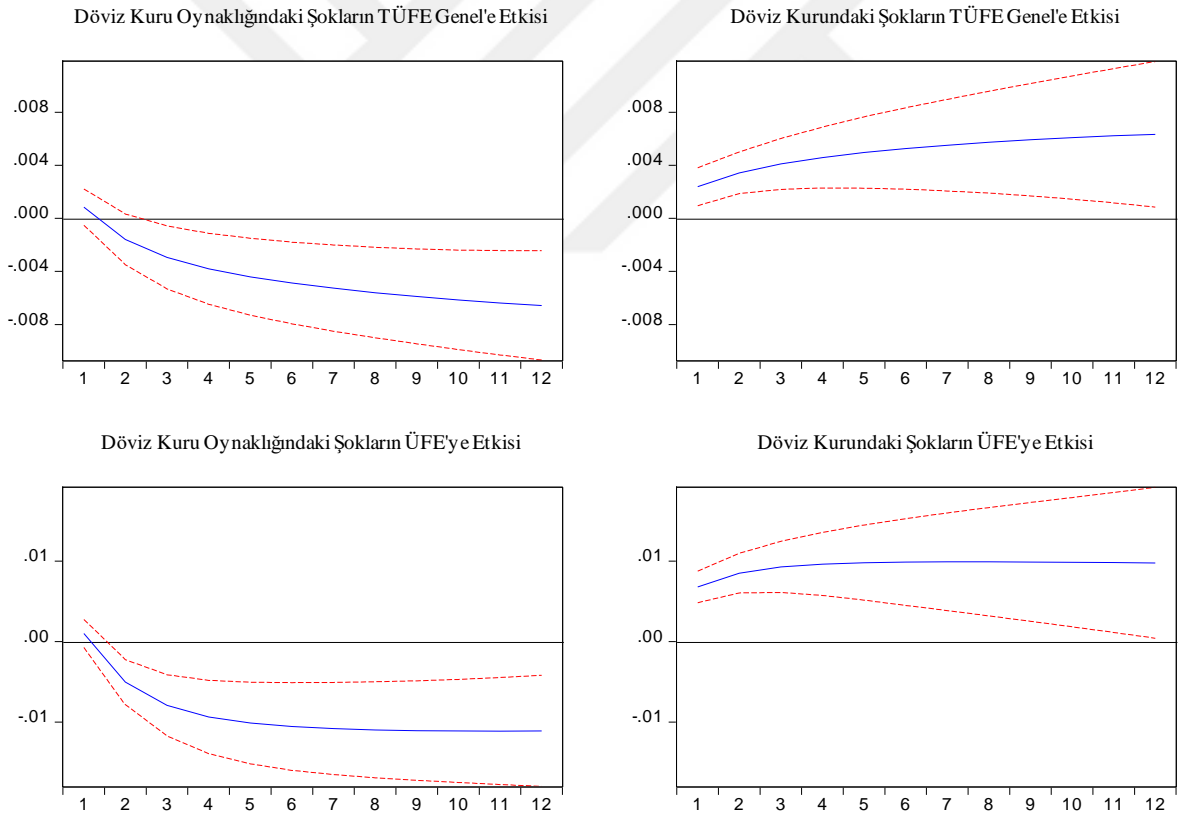 Döviz Kuru Oynaklığındaki Şokların TÜFE Genel'e Etkisi
.008
.004
.000
-.004
-.008
1 2 3 4 5 6 7 8 9 10 11 12
Döviz Kurundaki Şokların TÜFE Genel'e Etkisi
.008
.004
.000
-.004
-.008
1 2 3 4 5 6 7 8 9 10 11 12
Döviz Kuru Oynaklığındaki Şokların ÜFE'ye Etkisi
.01
.00
-.01
1 2 3 4 5 6 7 8 9 10 11 12
Döviz Kurundaki Şokların ÜFE'ye Etkisi
.01
.00
-.01
1 2 3 4 5 6 7 8 9 10 11 12